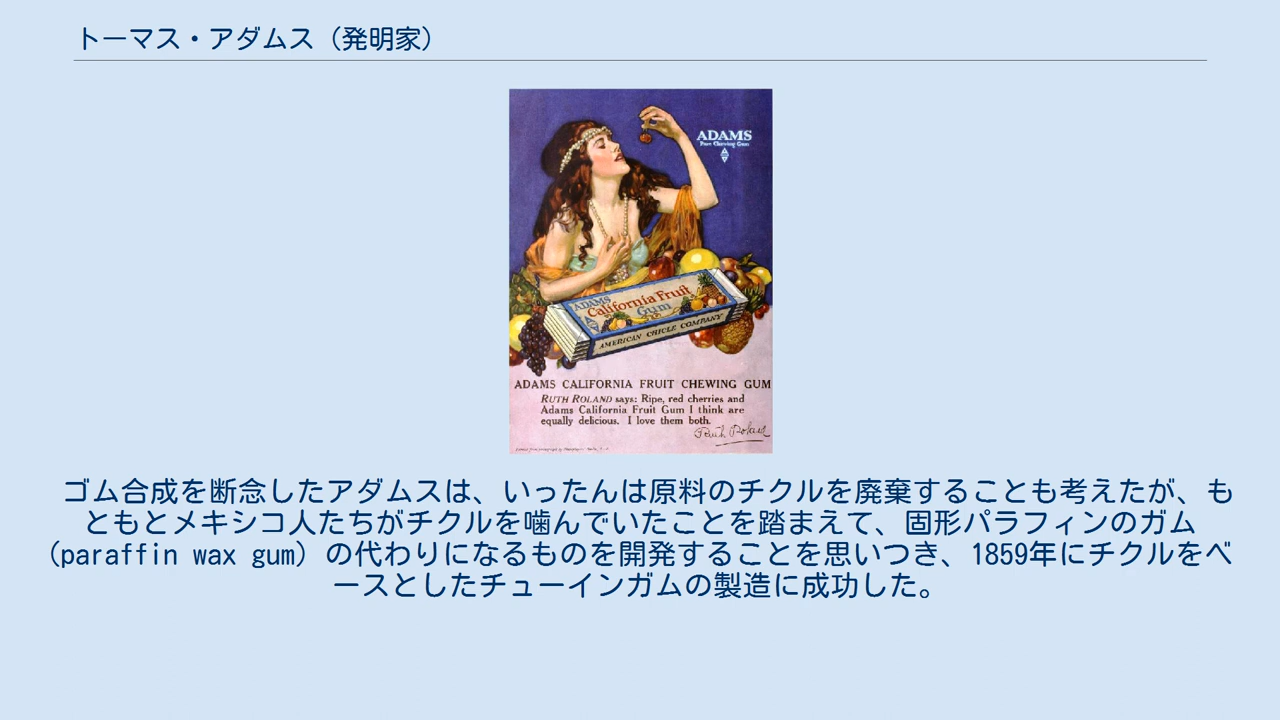 トーマス・アダムス（発明家）
ADAMS
Pure Chewing Gum
ADAMS
California Fruit
Gum
AMERICAN CHICLE COMPANY
ADAMS CALIFORNIA FRUIT CHEWING GUM
RUTH ROLAND says: Ripe, red cherries and
Adams California Fruit Gum I think are
equally delicious. I love them both.
Ruth Roland
ゴム合成を断念したアダムスは、いったんは原料のチクルを廃棄することも考えたが、も
ともとメキシコ人たちがチクルを噛んでいたことを踏まえて、固形パラフィンのガム
(paraffin wax gum) の代わりになるものを開発することを思いつき、1859年にチクルをベ
ースとしたチューインガムの製造に成功した。